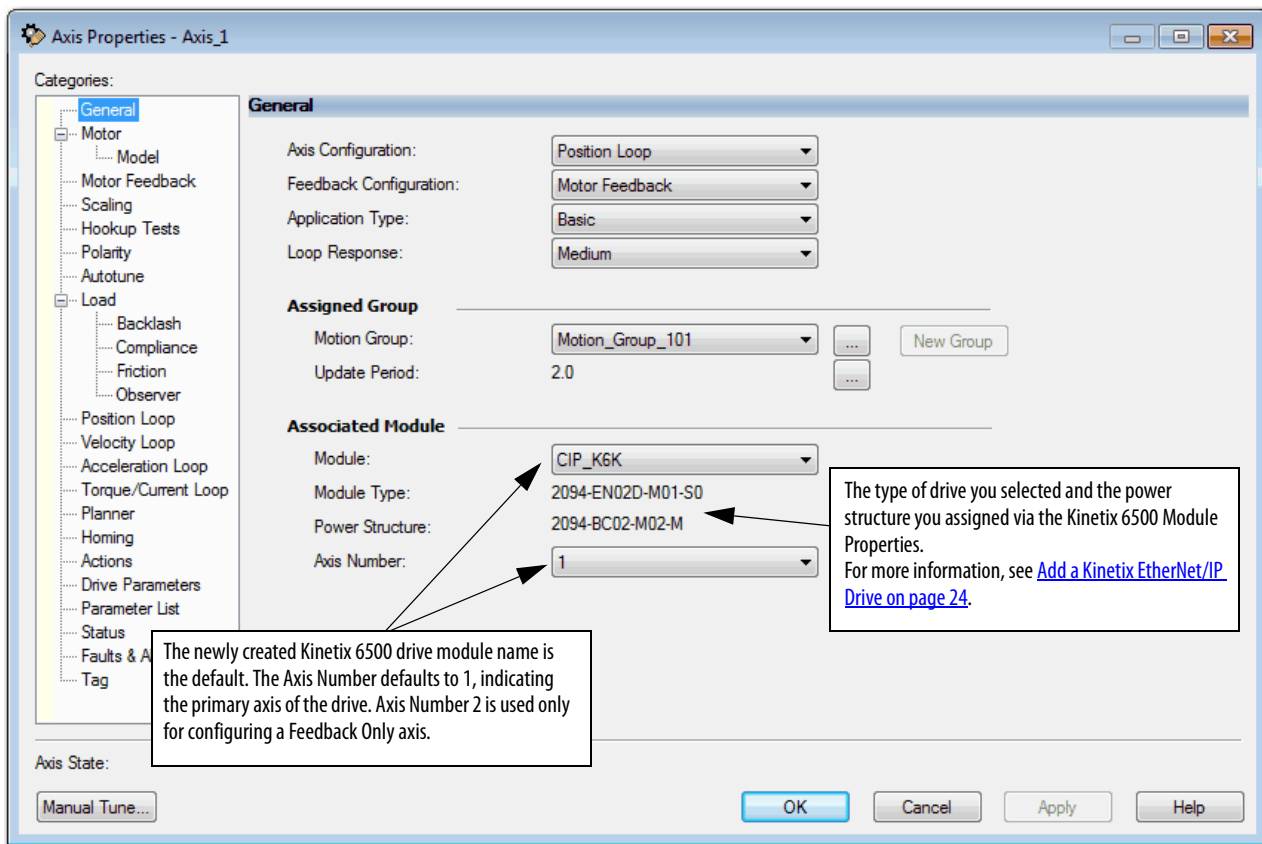 Axis Properties - Axis_1
Categories:
General
Motor
Model
Motor Feedback
Scaling
Hookup Tests
Polarity
Autotune
Load
Backlash
Compliance
Friction
Observer
Position Loop
Velocity Loop
Acceleration Loop
Torque/Current Loop
Planner
Homing
Actions
Drive Parameters
Parameter List
Status
Faults & A
Tag
General
Axis Configuration: Position Loop
Feedback Configuration: Motor Feedback
Application Type: Basic
Loop Response: Medium
Assigned Group
Motion Group: Motion_Group_101 ... New Group
Update Period: 2.0 ...
Associated Module
Module: CIP_K6K
Module Type: 2094-EN02D-M01-S0
Power Structure: 2094-BC02-M02-M
Axis Number: 1
The type of drive you selected and the power
structure you assigned via the Kinetix 6500 Module
Properties.
For more information, see Add a Kinetix EtherNet/IP
Drive on page 24.
The newly created Kinetix 6500 drive module name is
the default. The Axis Number defaults to 1, indicating
the primary axis of the drive. Axis Number 2 is used only
for configuring a Feedback Only axis.
Axis State:
Manual Tune... OK Cancel Apply Help